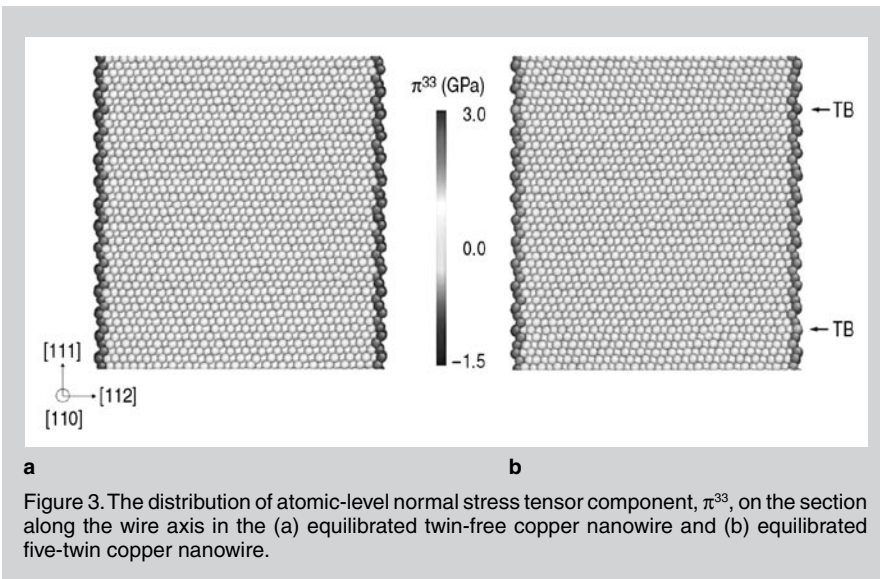 π³³ (GPa)
3.0
0.0
−1.5
←TB
←TB
[111]
[112]
[110]
a
b
Figure 3. The distribution of atomic-level normal stress tensor component, π³³, on the section
along the wire axis in the (a) equilibrated twin-free copper nanowire and (b) equilibrated
five-twin copper nanowire.